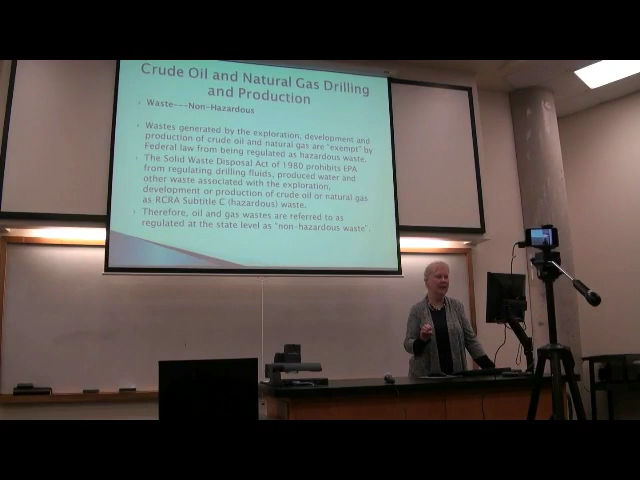 Crude Oil and Natural Gas Drilling
and Production
Waste---Non-Hazardous
Wastes generated by the exploration, development and
production of crude oil and natural gas are "exempt" by
Federal law from being regulated as hazardous waste.
The Solid Waste Disposal Act of 1980 prohibits EPA
from regulating drilling fluids, produced water and
other waste associated with the exploration,
development or production of crude oil or natural gas
as RCRA Subtitle C (hazardous) waste.
Therefore, oil and gas wastes are referred to as
regulated at the state level as "non-hazardous waste".